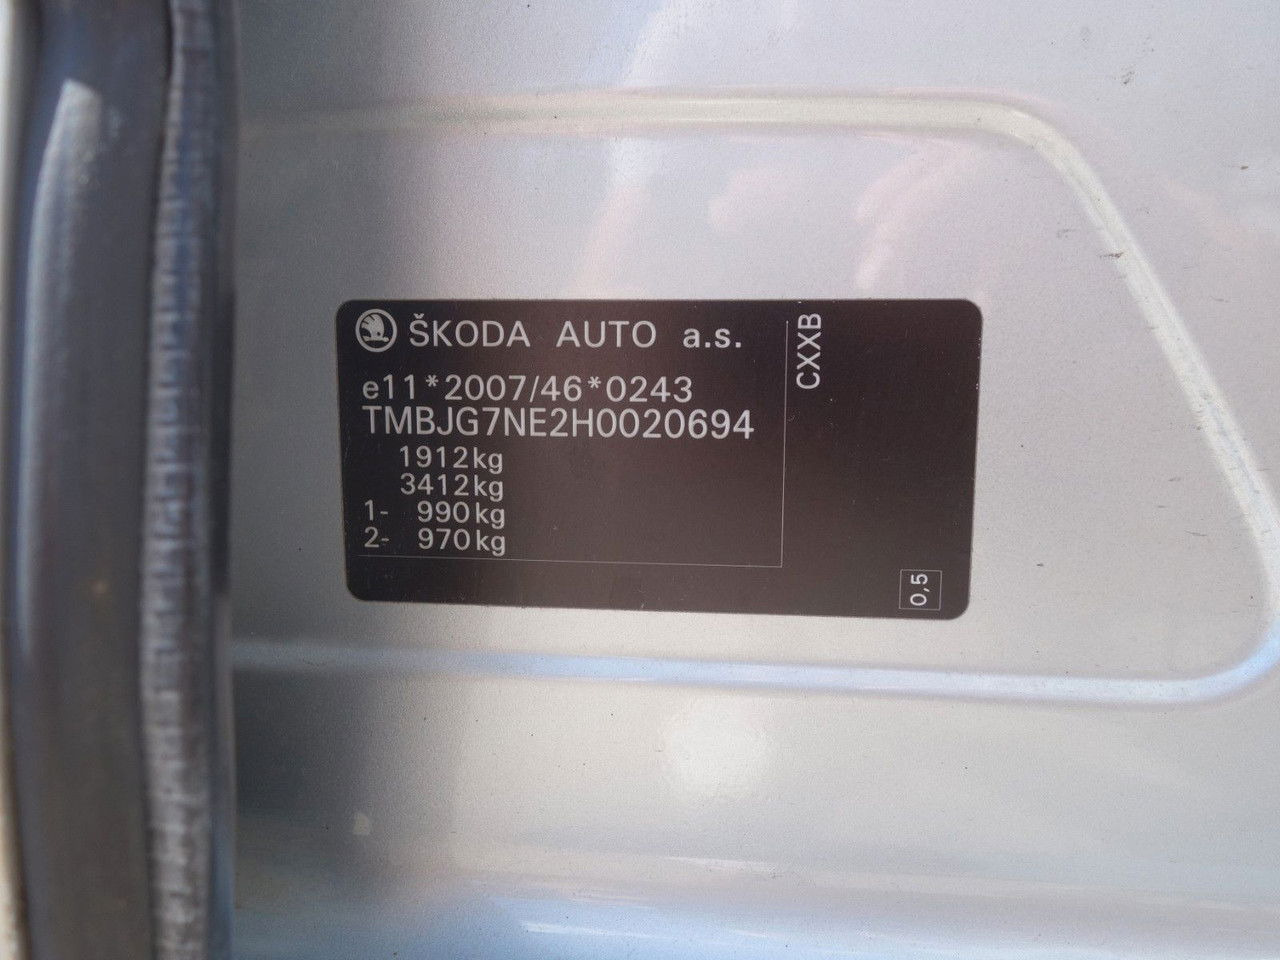 ŠKODA AUTO a.s.
e11*2007/46*0243
TMBJG7NE2H0020694
1912kg
3412kg
1- 990kg
2- 970kg
CXXB
0,5